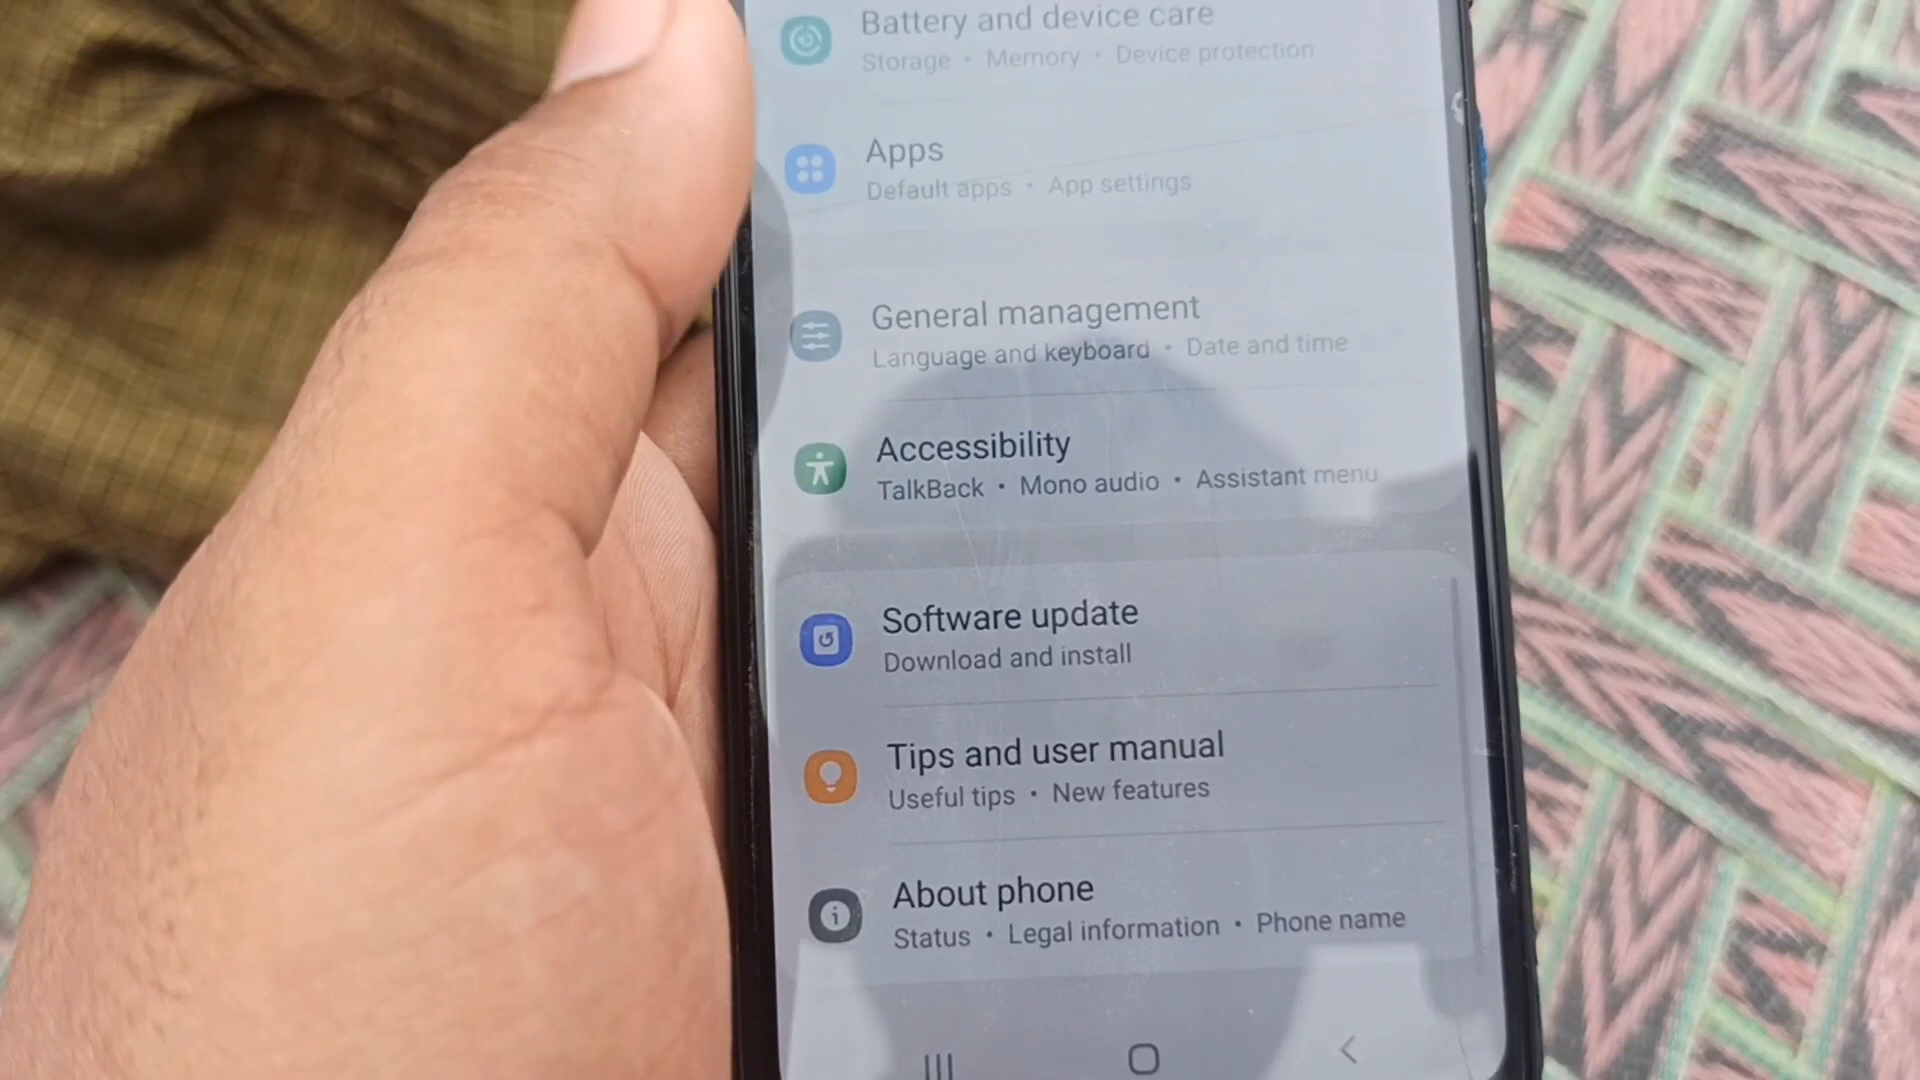 Battery and device care
Storage • Memory • Device protection
Apps
Default apps • App settings
General management
Language and keyboard • Date and time
Accessibility
TalkBack • Mono audio • Assistant menu
Software update
Download and install
Tips and user manual
Useful tips • New features
About phone
Status • Legal information • Phone name